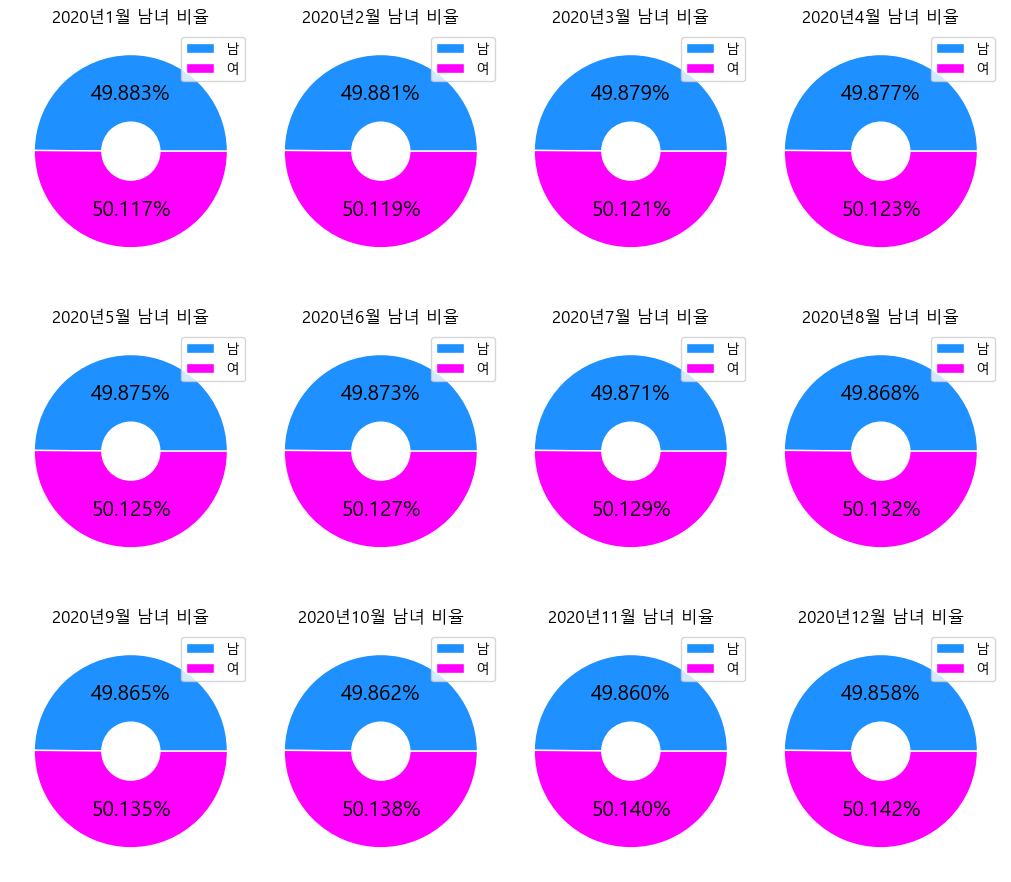 2020년1월 남녀 비율
남
여
49.883%
50.117%
2020년2월 남녀 비율
남
여
49.881%
50.119%
2020년3월 남녀 비율
남
여
49.879%
50.121%
2020년4월 남녀 비율
남
여
49.877%
50.123%
2020년5월 남녀 비율
남
여
49.875%
50.125%
2020년6월 남녀 비율
남
여
49.873%
50.127%
2020년7월 남녀 비율
남
여
49.871%
50.129%
2020년8월 남녀 비율
남
여
49.868%
50.132%
2020년9월 남녀 비율
남
여
49.865%
50.135%
2020년10월 남녀 비율
남
여
49.862%
50.138%
2020년11월 남녀 비율
남
여
49.860%
50.140%
2020년12월 남녀 비율
남
여
49.858%
50.142%